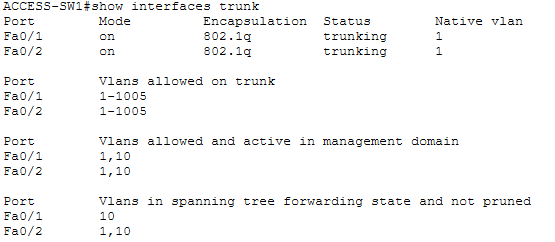 ACCESS-SW1#show interfaces trunk
Port        Mode         Encapsulation  Status        Native vlan
Fa0/1       on           802.1q         trunking      1
Fa0/2       on           802.1q         trunking      1
Port        Vlans allowed on trunk
Fa0/1       1-1005
Fa0/2       1-1005
Port        Vlans allowed and active in management domain
Fa0/1       1,10
Fa0/2       1,10
Port        Vlans in spanning tree forwarding state and not pruned
Fa0/1       10
Fa0/2       1,10